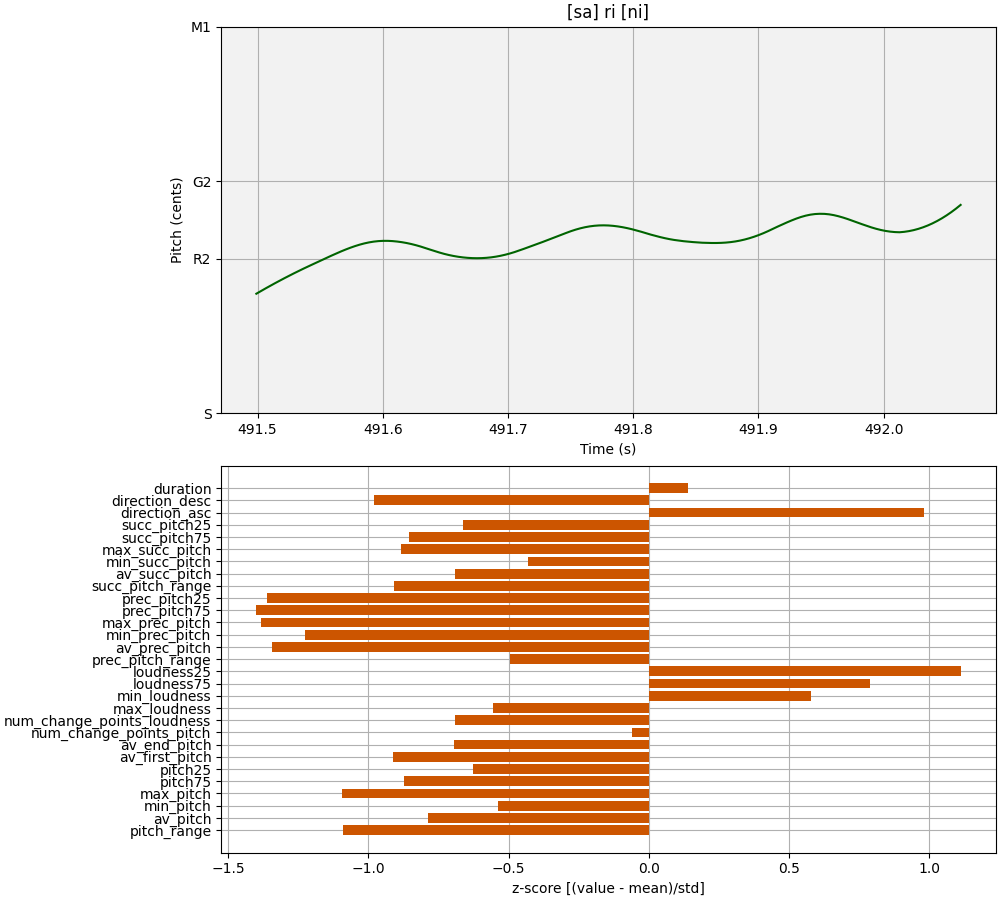 [sa] ri [ni]
M1
G2
R2
S
Pitch (cents)
491.5 491.6 491.7 491.8 491.9 492.0
Time (s)
duration
direction_desc
direction_asc
succ_pitch25
succ_pitch75
max_succ_pitch
min_succ_pitch
av_succ_pitch
succ_pitch_range
prec_pitch25
prec_pitch75
max_prec_pitch
min_prec_pitch
av_prec_pitch
prec_pitch_range
loudness25
loudness75
min_loudness
max_loudness
num_change_points_loudness
num_change_points_pitch
av_end_pitch
av_first_pitch
pitch25
pitch75
max_pitch
min_pitch
av_pitch
pitch_range
−1.5 −1.0 −0.5 0.0 0.5 1.0
z-score [(value - mean)/std]